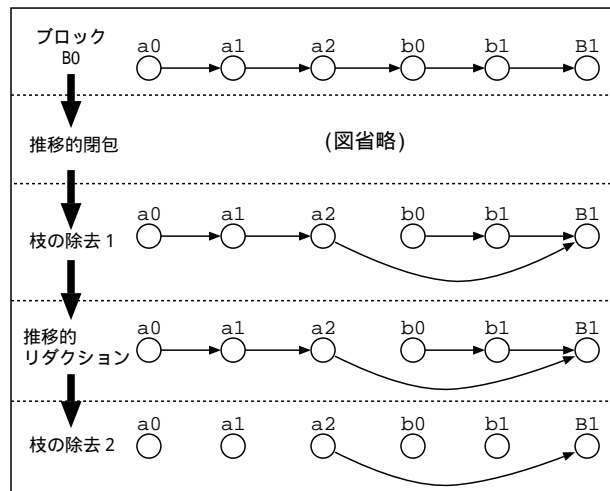 ブロック
B0
a0 a1 a2 b0 b1 B1
推移的閉包
(図省略)
枝の除去1
a0 a1 a2 b0 b1 B1
推移的
リダクション
a0 a1 a2 b0 b1 B1
枝の除去2
a0 a1 a2 b0 b1 B1